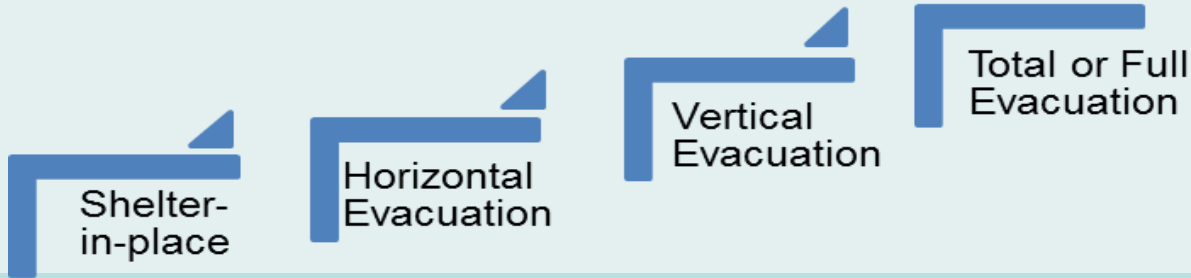 Shelter-
in-place
Horizontal
Evacuation
Vertical
Evacuation
Total or Full
Evacuation